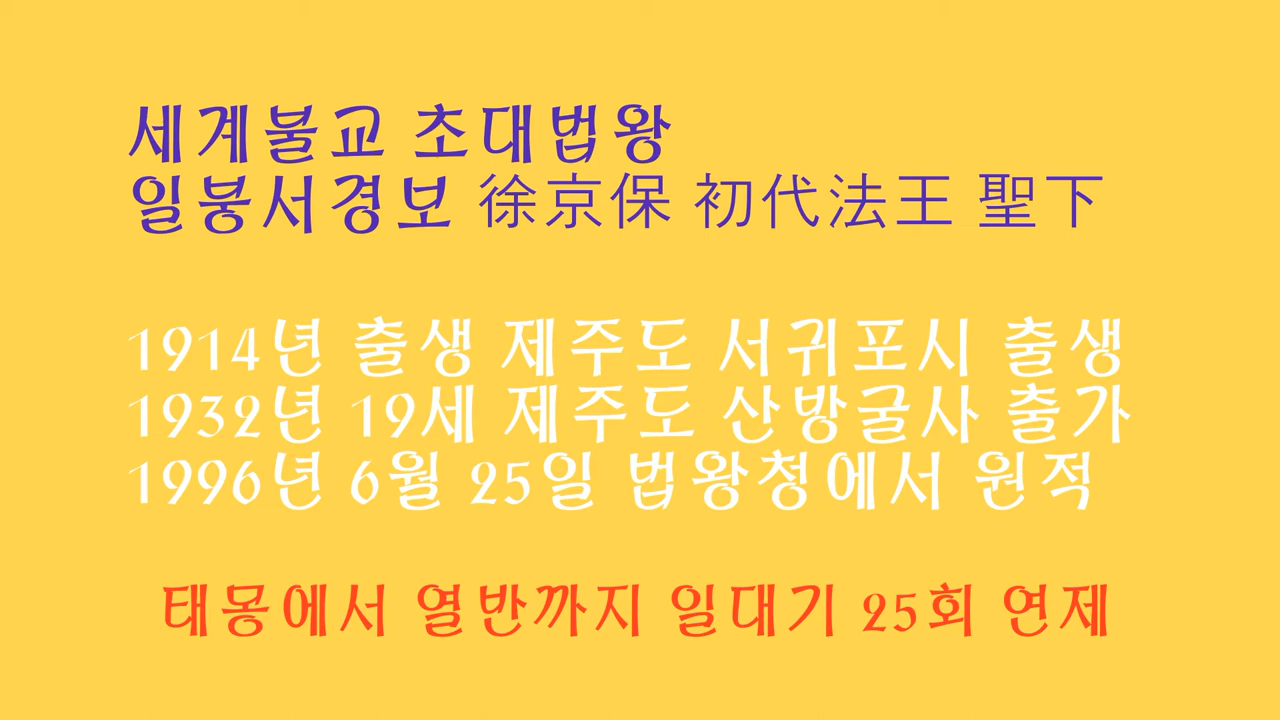 세계불교 초대법왕
일붕서경보 徐京保 初代法王 聖下
1914년 출생 제주도 서귀포시 출생
1932년 19세 제주도 산방굴사 출가
1996년 6월 25일 법왕청에서 원적
태몽에서 열반까지 일대기 25회 연제